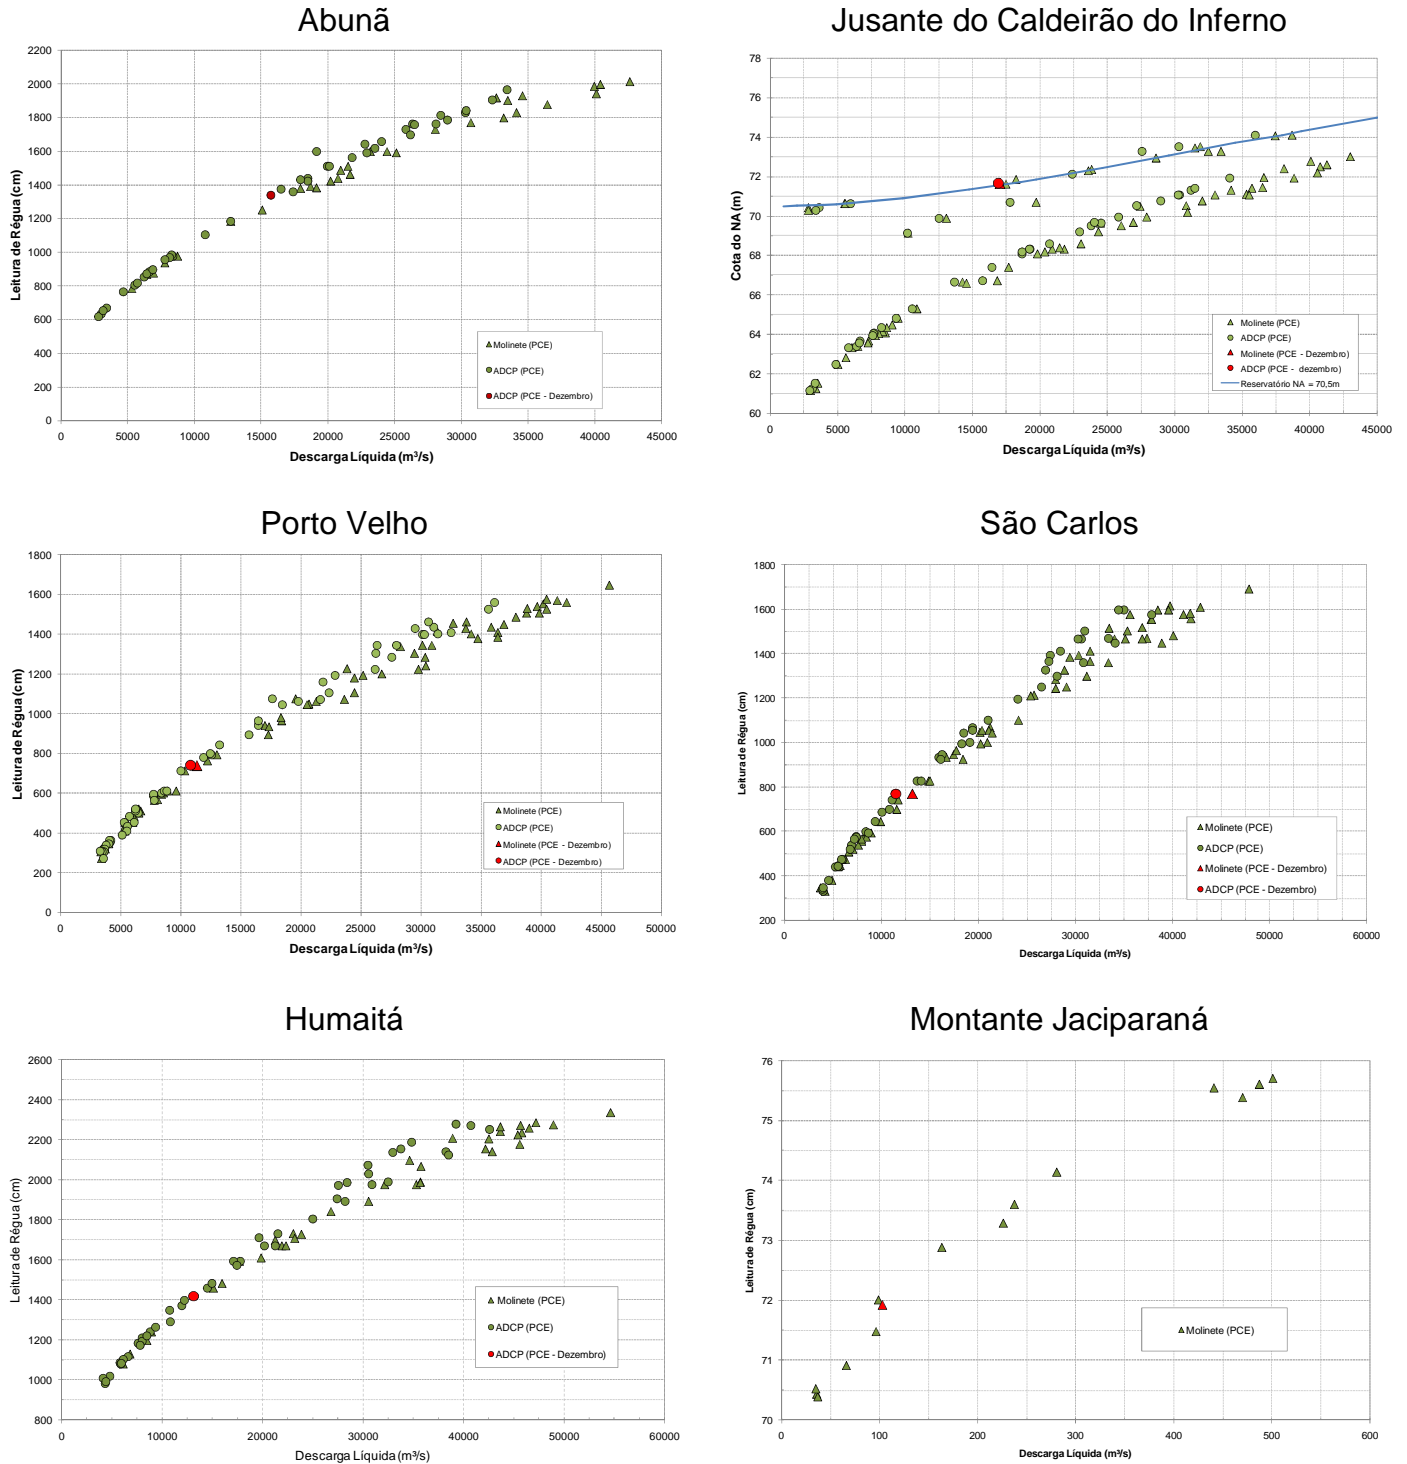 Abunã
Leitura de Régua (cm)
2200
2000
1800
1600
1400
1200
1000
800
600
400
200
0
Molinete (PCE)
ADCP (PCE)
ADCP (PCE - Dezembro)
0 5000 10000 15000 20000 25000 30000 35000 40000 45000
Descarga Líquida (m³/s)
Jusante do Caldeirão do Inferno
Cota do NA (m)
78
76
74
72
70
68
66
64
62
60
Molinete (PCE)
ADCP (PCE)
Molinete (PCE - Dezembro)
ADCP (PCE - dezembro)
Reservatório NA = 70,5m
0 5000 10000 15000 20000 25000 30000 35000 40000 45000
Descarga Líquida (m³/s)
Porto Velho
Leitura de Régua (cm)
1800
1600
1400
1200
1000
800
600
400
200
0
Molinete (PCE)
ADCP (PCE)
Molinete (PCE - Dezembro)
ADCP (PCE - Dezembro)
0 5000 10000 15000 20000 25000 30000 35000 40000 45000 50000
Descarga Líquida (m³/s)
São Carlos
Leitura de Régua (cm)
1800
1600
1400
1200
1000
800
600
400
200
Molinete (PCE)
ADCP (PCE)
Molinete (PCE - Dezembro)
ADCP (PCE - Dezembro)
0 10000 20000 30000 40000 50000 60000
Descarga Líquida (m³/s)
Humaitá
Leitura de Régua (cm)
2600
2400
2200
2000
1800
1600
1400
1200
1000
800
Molinete (PCE)
ADCP (PCE)
ADCP (PCE - Dezembro)
0 10000 20000 30000 40000 50000 60000
Descarga Líquida (m³/s)
Montante Jaciparaná
Leitura de Régua (cm)
76
75
74
73
72
71
70
Molinete (PCE)
0 100 200 300 400 500 600
Descarga Líquida (m³/s)